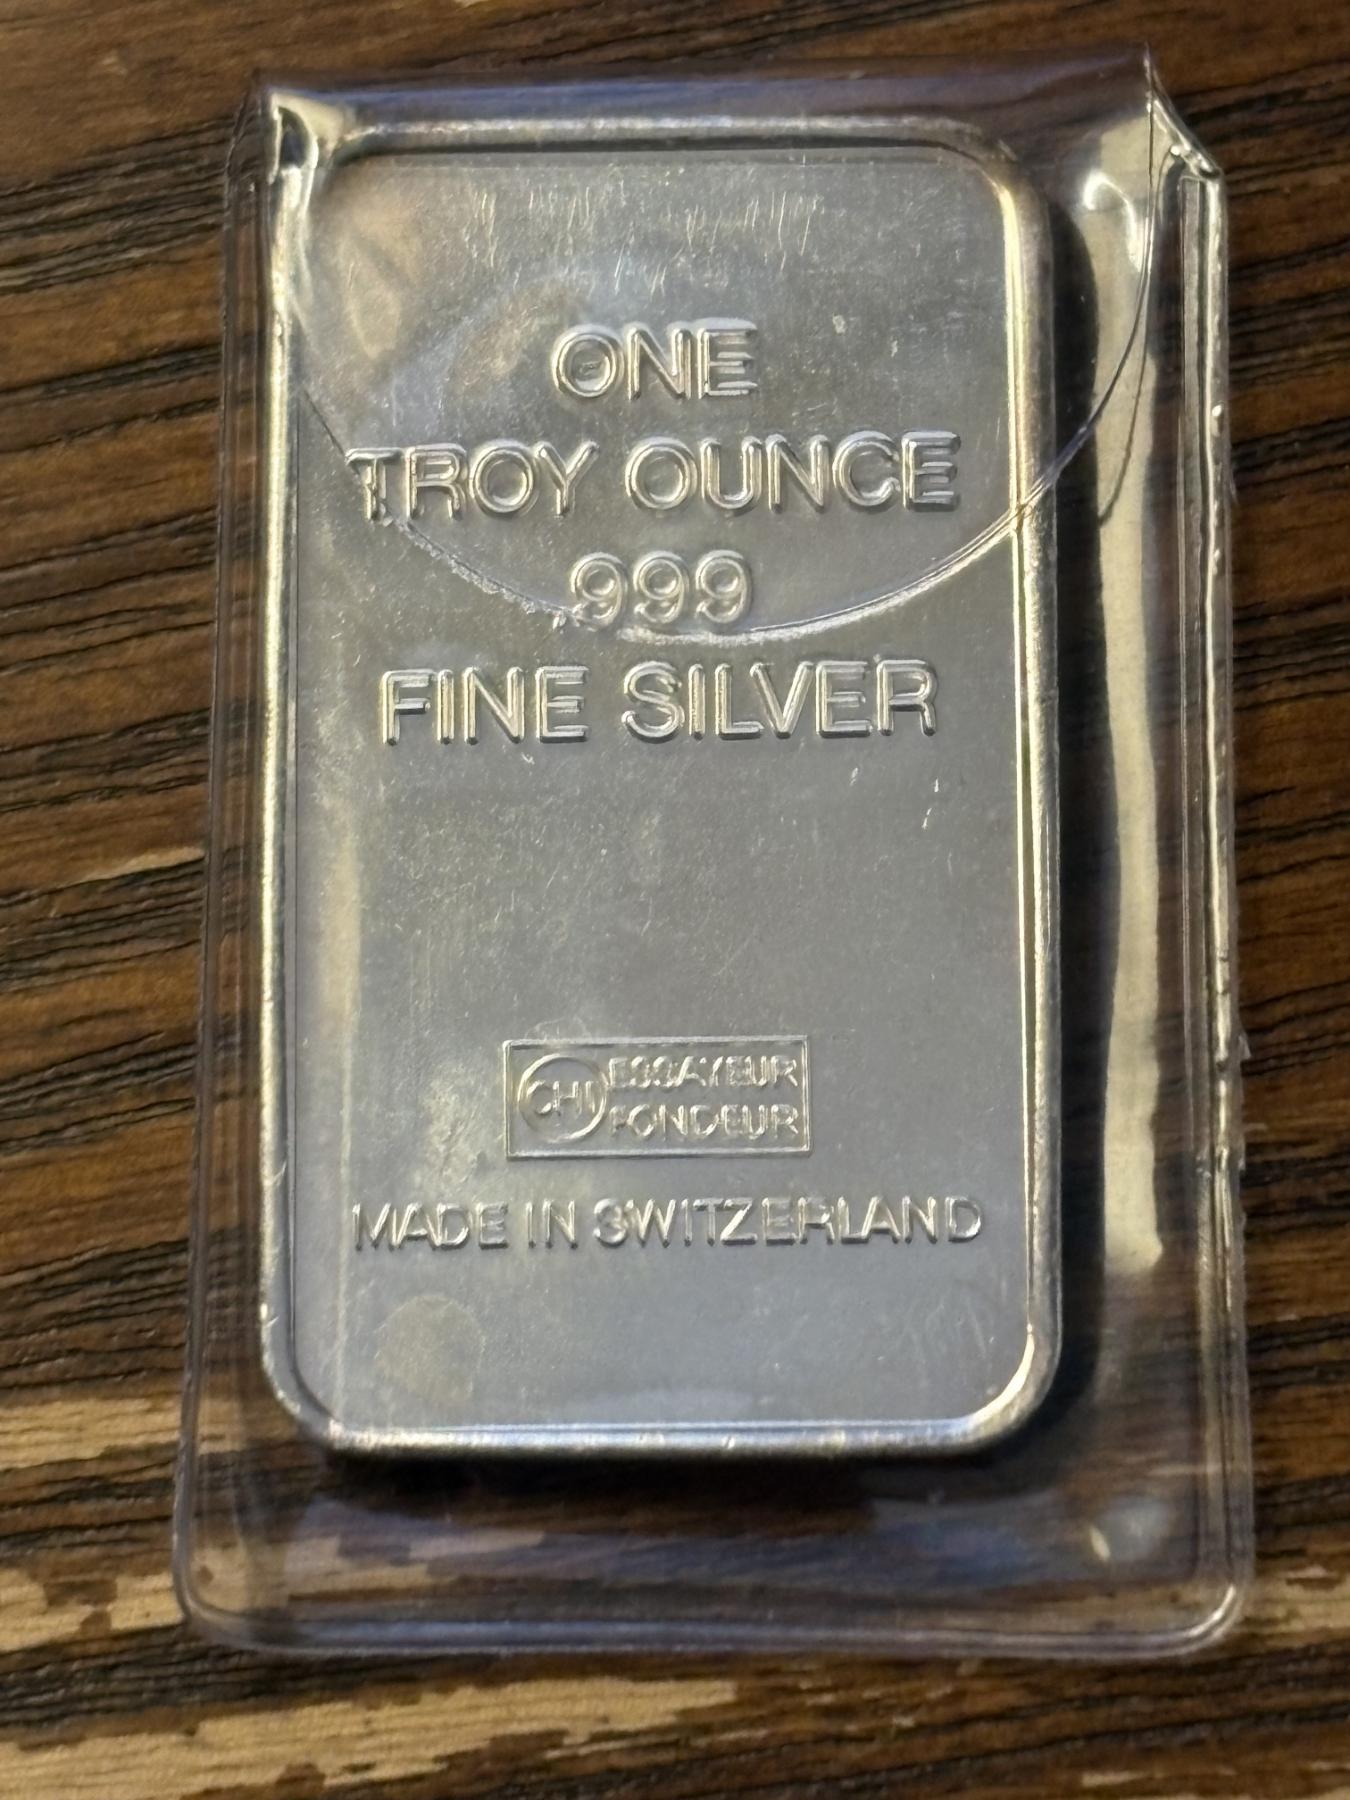 ONE
TROY OUNCE
999
FINE SILVER
CHI ESSAYEUR
FONDEUR
MADE IN SWITZERLAND